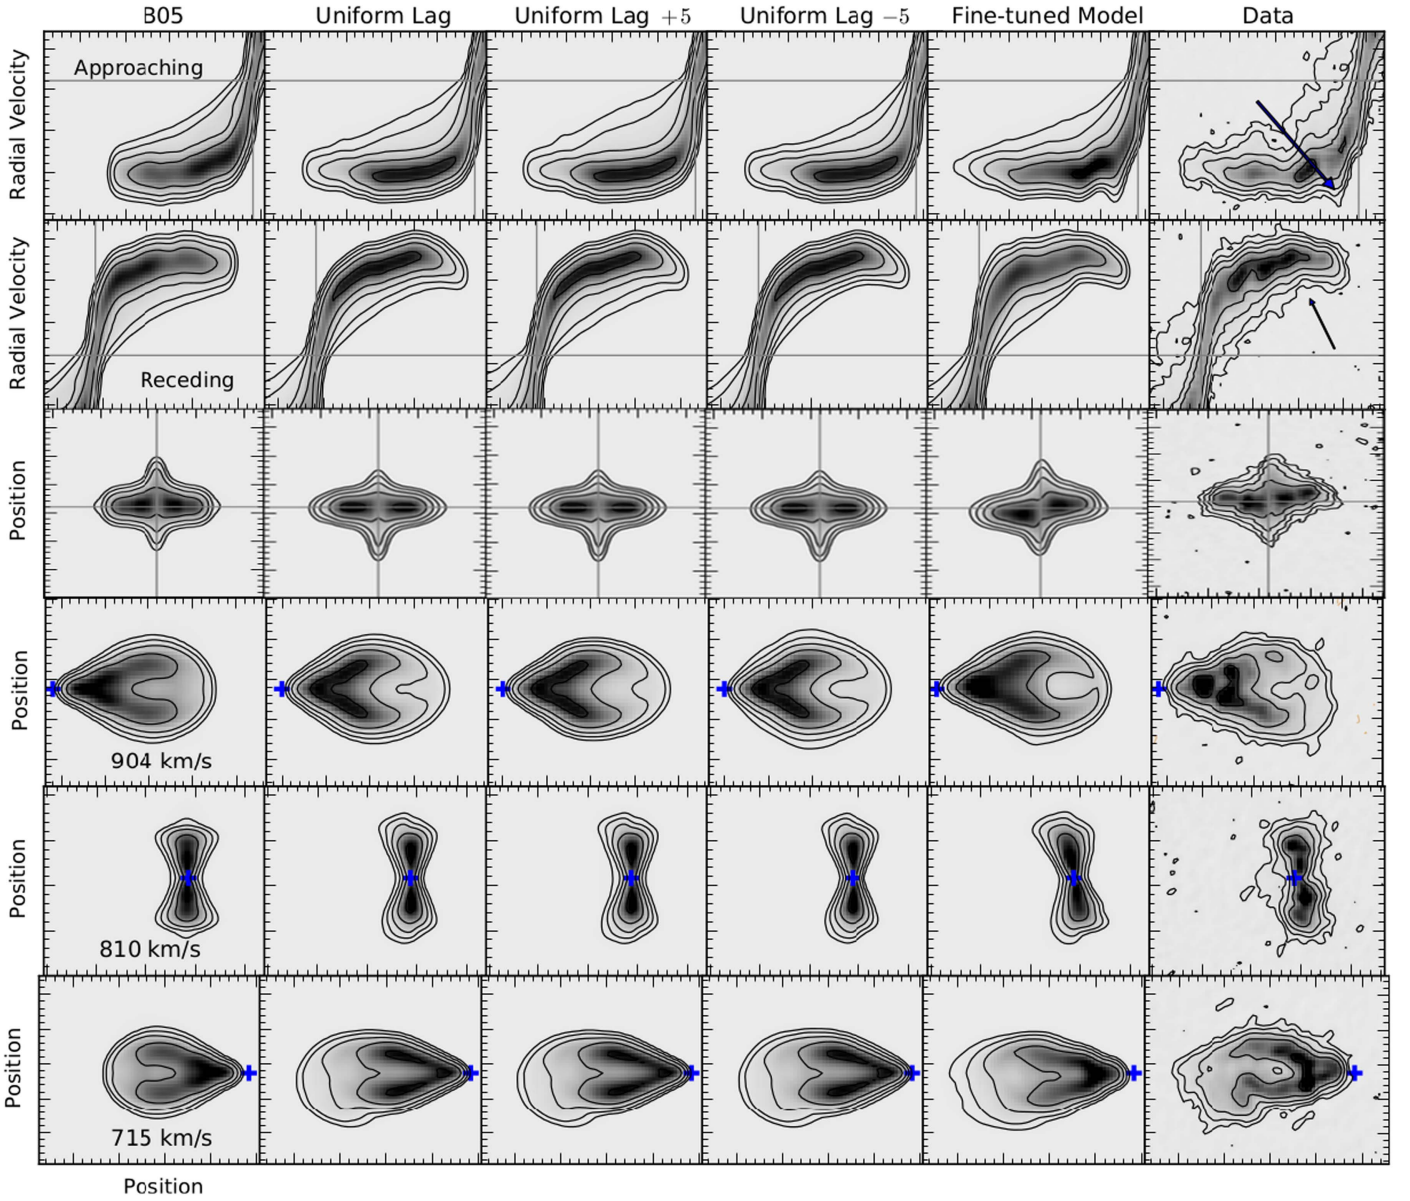 B05 Uniform Lag Uniform Lag +5 Uniform Lag −5 Fine-tuned Model Data
Radial Velocity
Approaching
Radial Velocity
Receding
Position
Position
904 km/s
Position
810 km/s
Position
715 km/s
Position